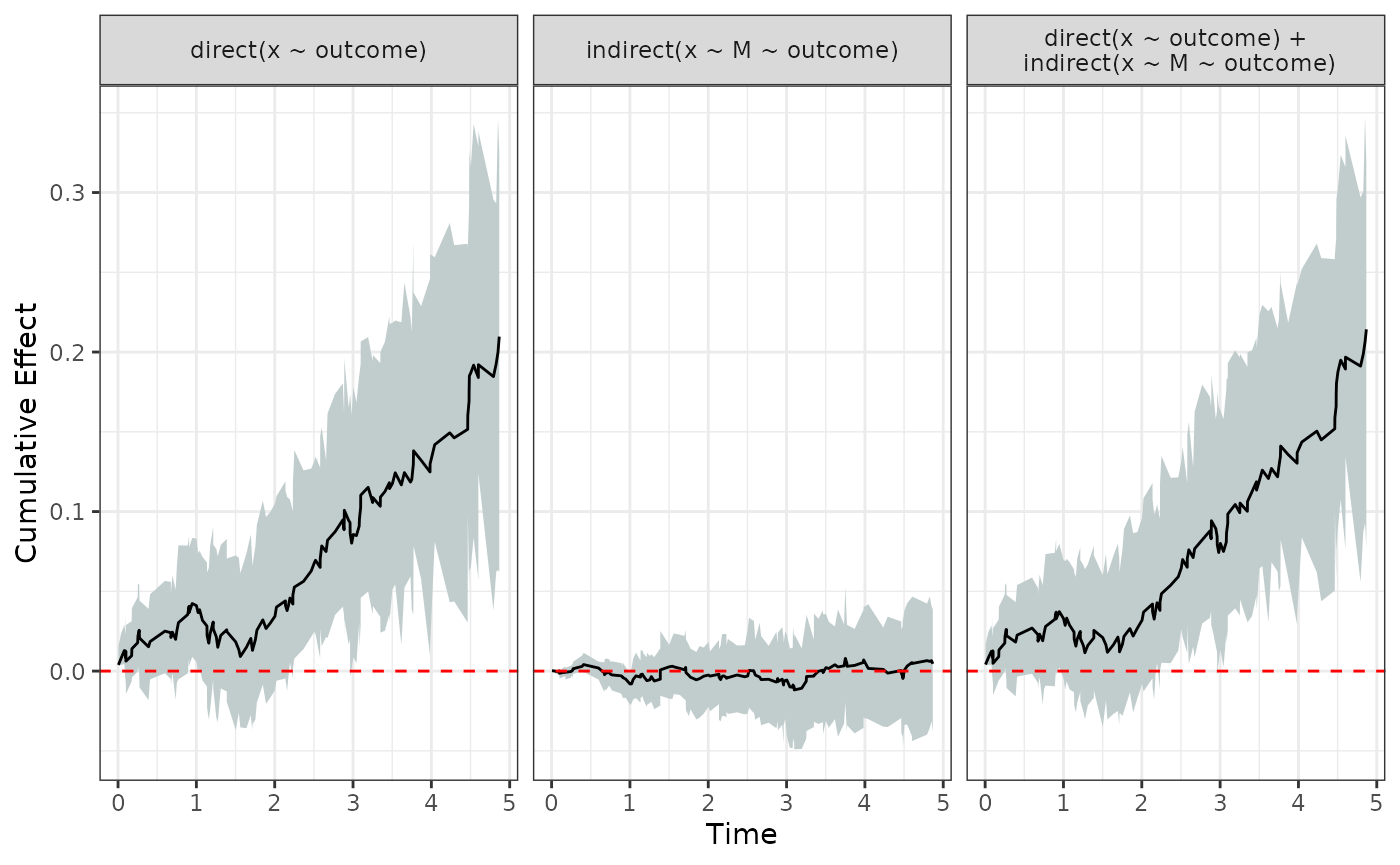 direct(x ~ outcome)
indirect(x ~ M ~ outcome)
direct(x ~ outcome) +
indirect(x ~ M ~ outcome)
Cumulative Effect
0.3
0.2
0.1
0.0
0 1 2 3 4 5
0 1 2 3 4 5
0 1 2 3 4 5
Time